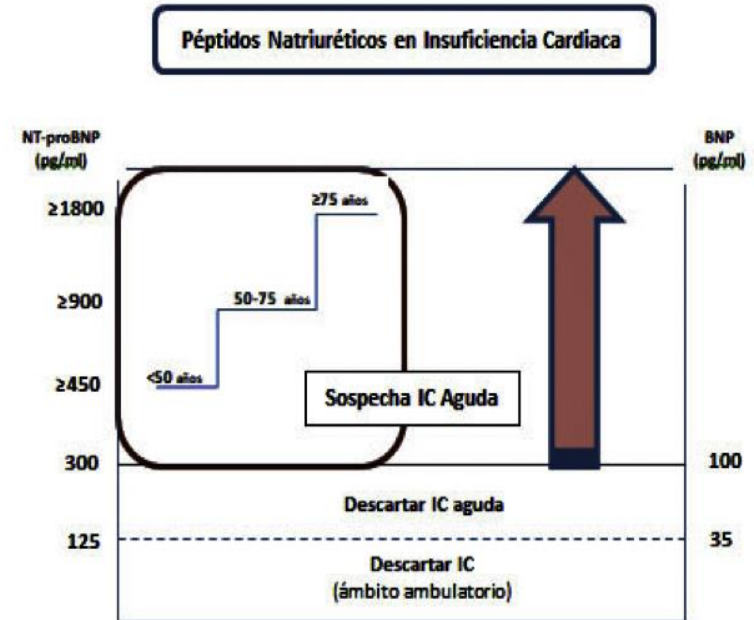 Péptidos Natriuréticos en Insuficiencia Cardiaca
NT-proBNP
(pg/ml)
BNP
(pg/ml)
≥1800
≥75 años
≥900
50-75 años
≥450
<50 años
Sospecha IC Aguda
300
100
Descartar IC aguda
125
35
Descartar IC
(ámbito ambulatorio)